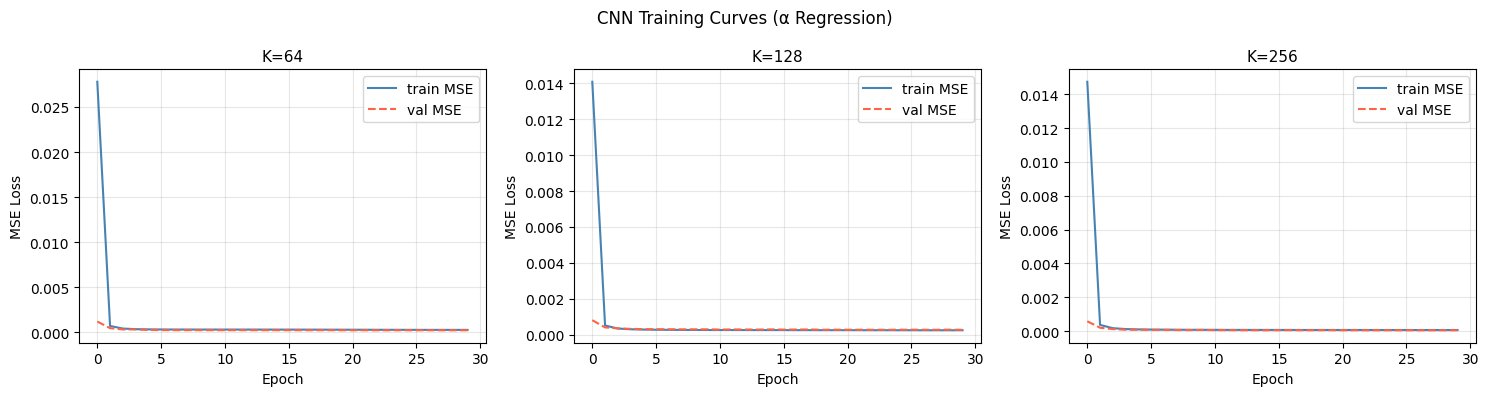 CNN Training Curves (α Regression)
K=64
MSE Loss
0.025
0.020
0.015
0.010
0.005
0.000
train MSE
val MSE
0 5 10 15 20 25 30
Epoch
K=128
MSE Loss
0.014
0.012
0.010
0.008
0.006
0.004
0.002
0.000
train MSE
val MSE
0 5 10 15 20 25 30
Epoch
K=256
MSE Loss
0.014
0.012
0.010
0.008
0.006
0.004
0.002
0.000
train MSE
val MSE
0 5 10 15 20 25 30
Epoch